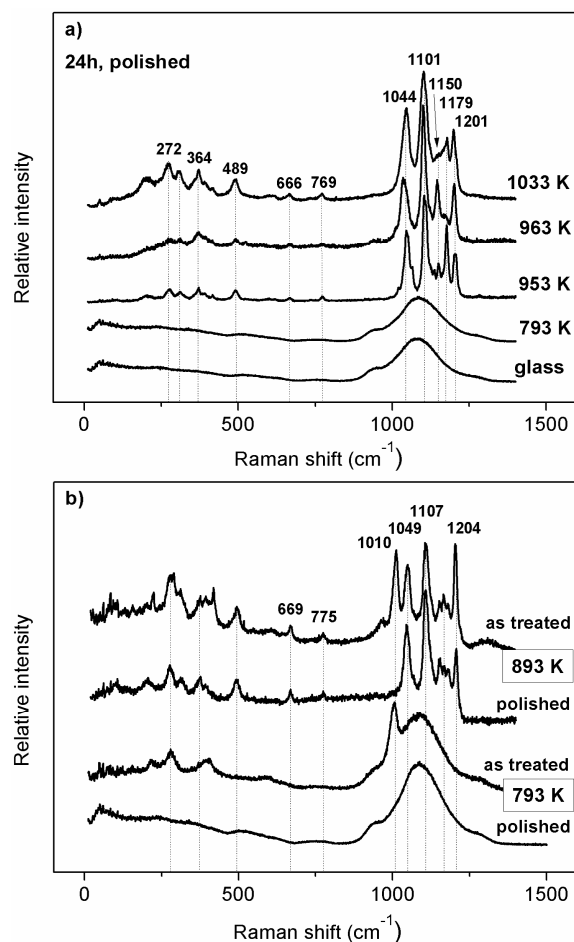 a)
24h, polished
1101
1150
1044
1179
1201
272
364
489
666
769
1033 K
963 K
953 K
793 K
glass
Relative intensity
0
500
1000
1500
Raman shift (cm⁻¹)
b)
1107
1049
1204
1010
669
775
as treated
893 K
polished
as treated
793 K
polished
Relative intensity
0
500
1000
1500
Raman shift (cm⁻¹)